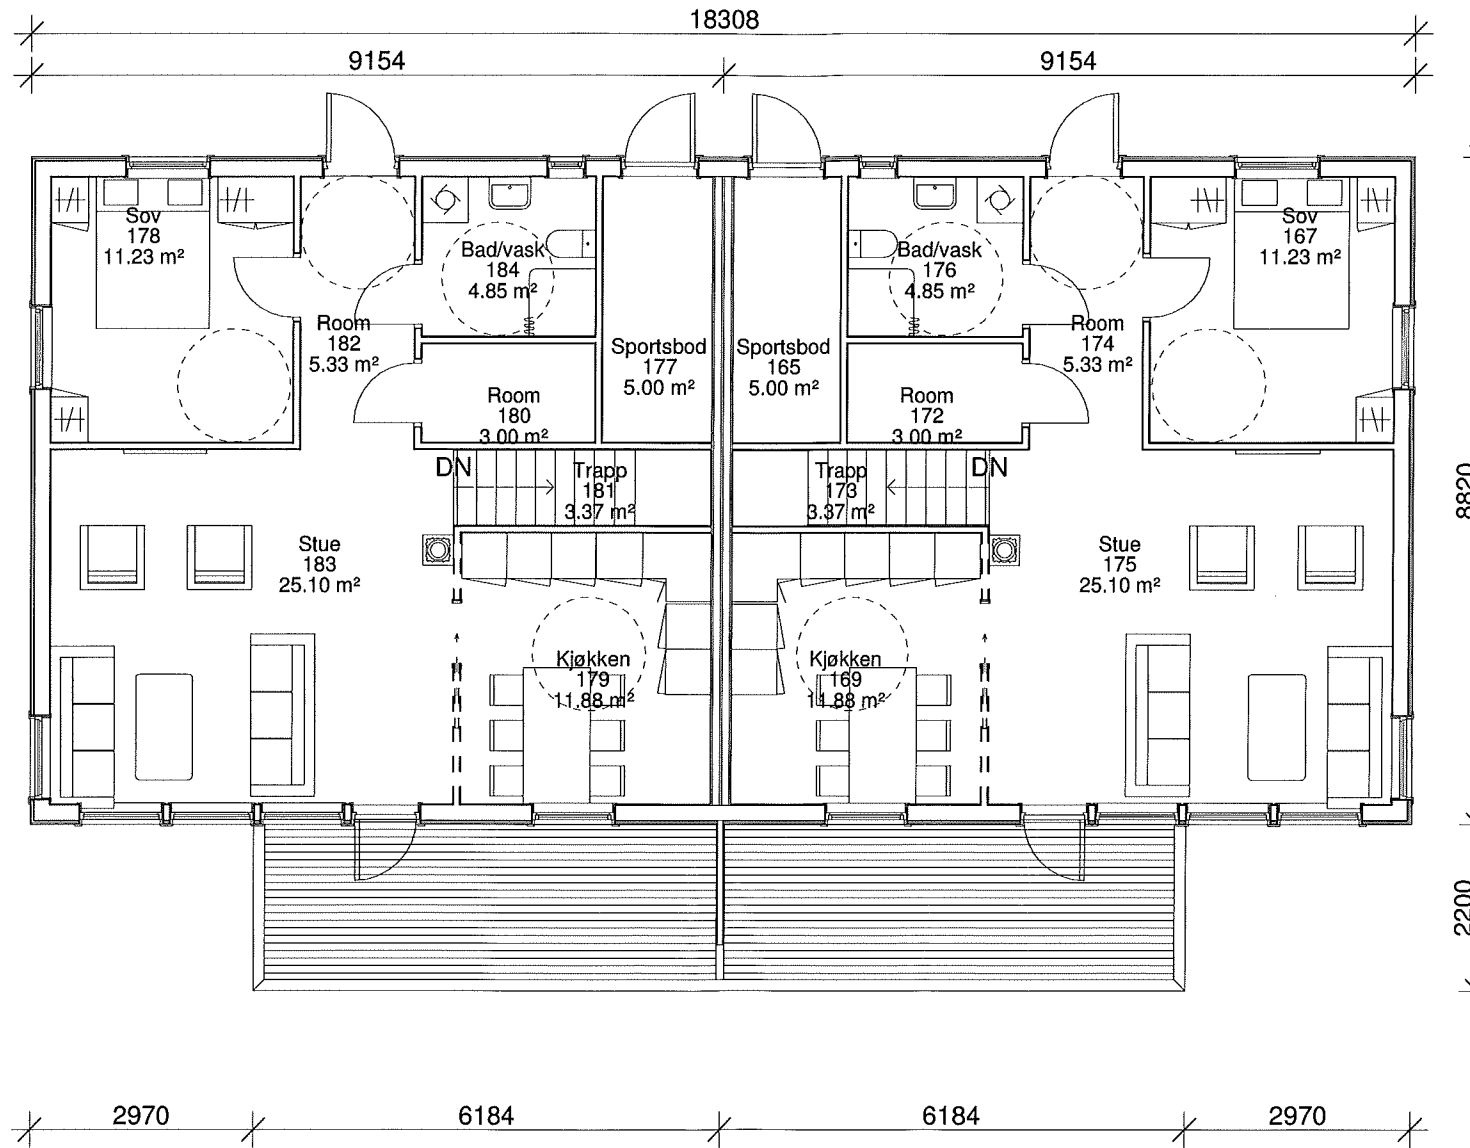 18308
9154
9154
Sov
178
11.23 m²
Bad/vask
184
4.85 m²
Bad/vask
176
4.85 m²
Sov
167
11.23 m²
Room
182
5.33 m²
Sportsbod
177
5.00 m²
Sportsbod
165
5.00 m²
Room
174
5.33 m²
Room
180
3.00 m²
Room
172
3.00 m²
DN
Trapp
181
3.37 m²
Trapp
173
3.37 m²
DN
8820
Stue
183
25.10 m²
Stue
175
25.10 m²
Kjøkken
179
11.88 m²
Kjøkken
169
11.88 m²
2200
2970
6184
6184
2970